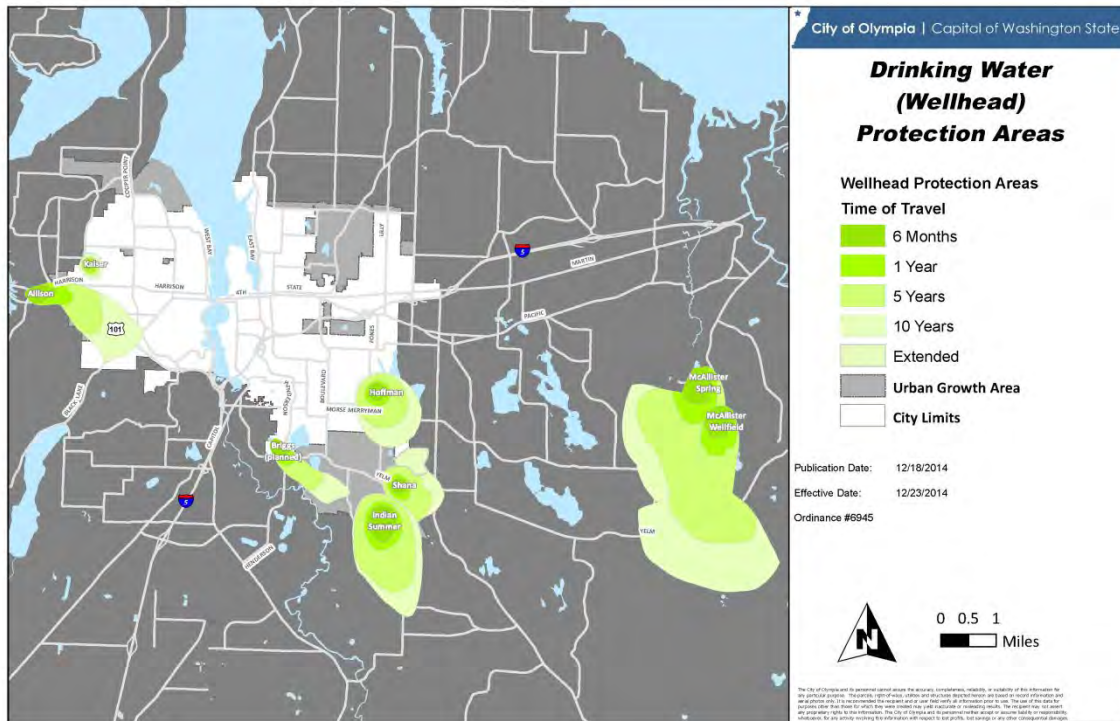 City of Olympia | Capital of Washington State
Drinking Water
(Wellhead)
Protection Areas
Wellhead Protection Areas
Time of Travel
6 Months
1 Year
5 Years
10 Years
Extended
Urban Growth Area
City Limits
Publication Date: 12/18/2014
Effective Date: 12/23/2014
Ordinance #6945
N
0 0.5 1
Miles
COOPER POINT
WEST BAY
EAST BAY
LILLY
5
MARTIN
Kaiser
HARRISON
HARRISON
4TH
STATE
Allison
101
PACIFIC
BLACK LAKE
CAPITOL
HENDERSON
BOULEVARD
Hoffman
MORSE MERRYMAN
McAllister
Spring
McAllister
Wellfield
Briggs
(planned)
YELM
Shana
5
Indian
Summer
YELM
HENDERSON